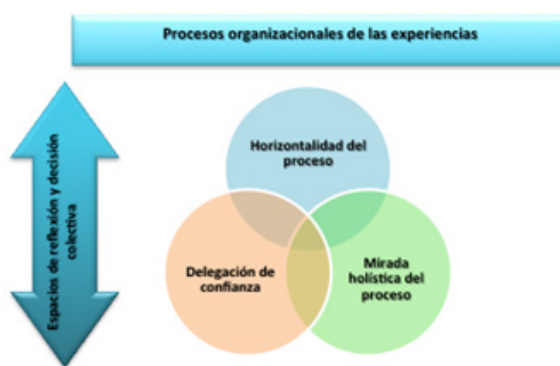 Procesos organizacionales de las experiencias
Espacios de reflexión y decisión
colectiva
Horizontalidad del
proceso
Delegación de
confianza
Mirada
holística del
proceso